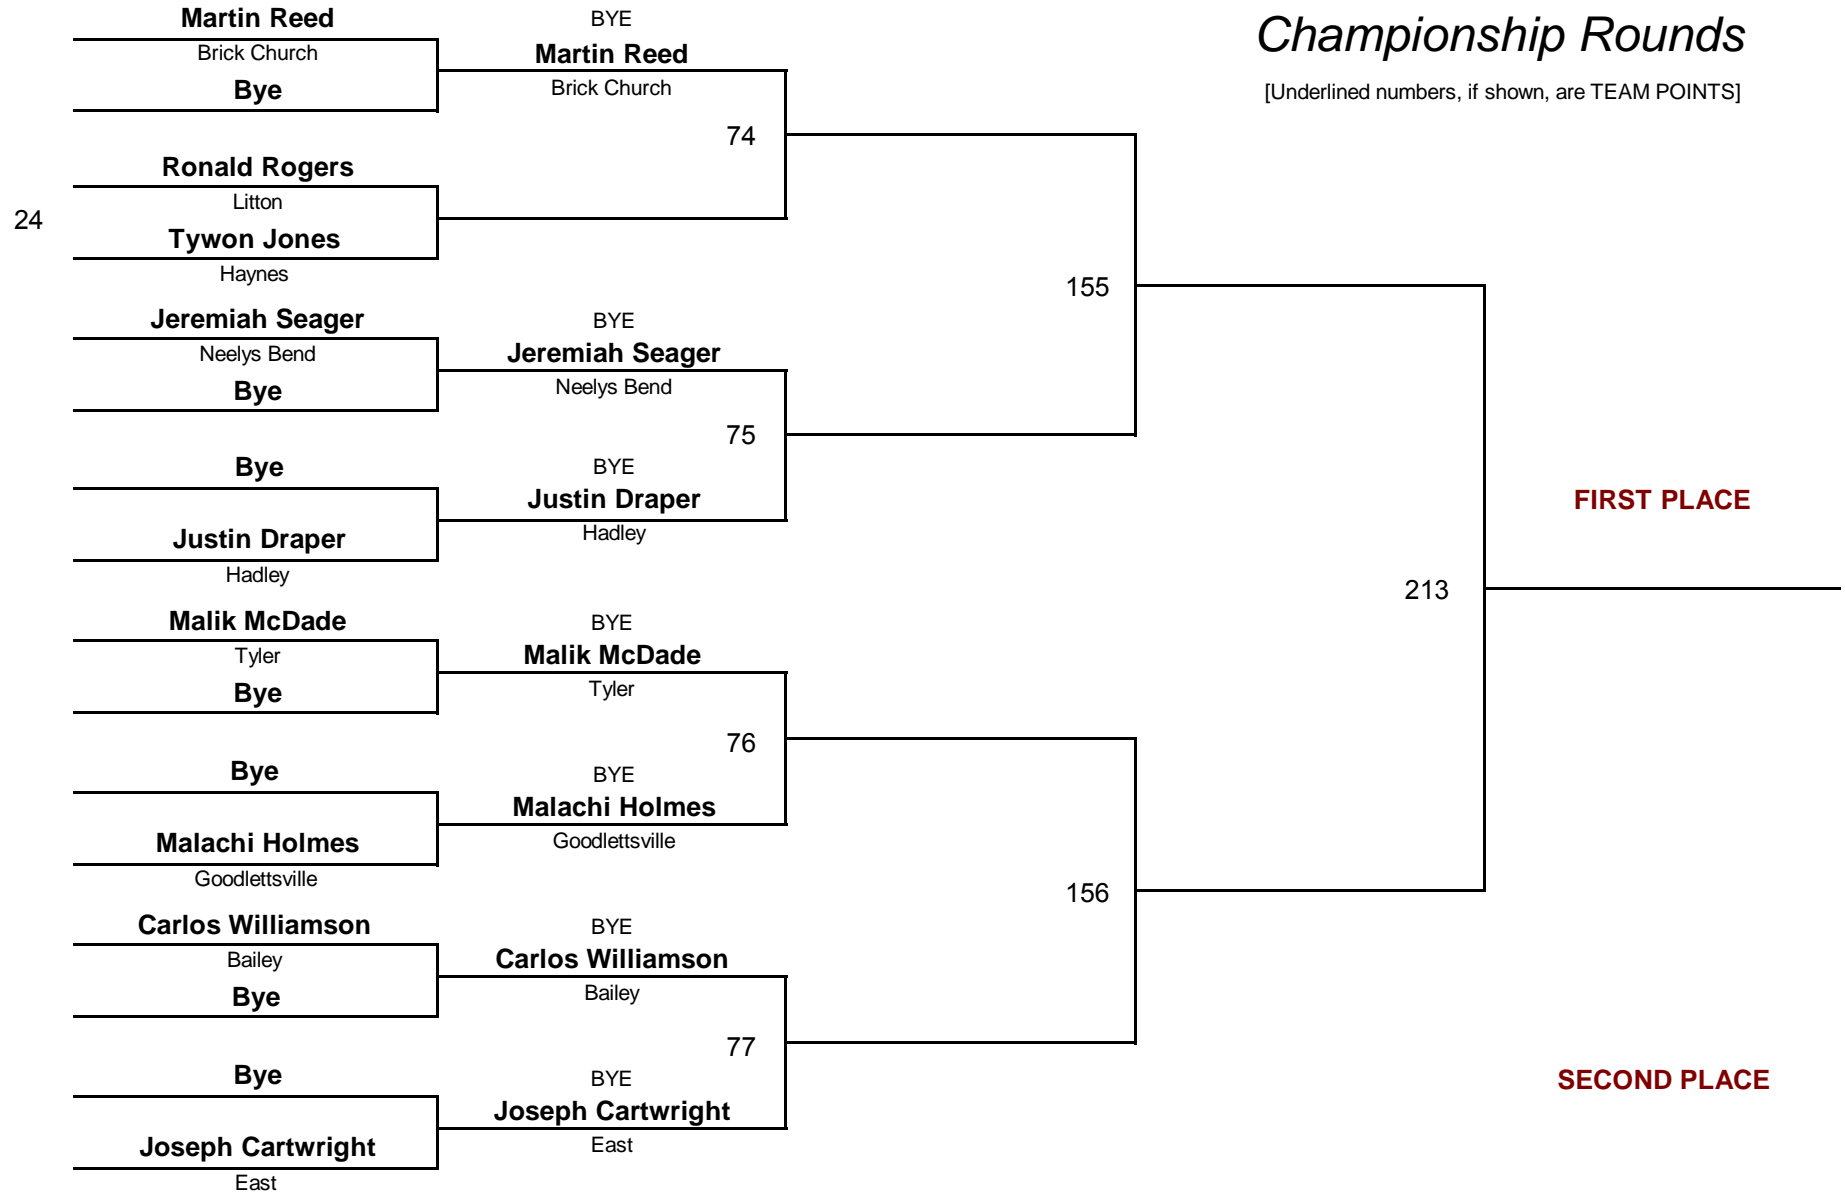 Championship Rounds
[Underlined numbers, if shown, are TEAM POINTS]
Martin Reed
Brick Church
Bye
Ronald Rogers
Litton
24
Tywon Jones
Haynes
Jeremiah Seager
Neelys Bend
Bye
Bye
Justin Draper
Hadley
Malik McDade
Tyler
Bye
Bye
Malachi Holmes
Goodlettsville
Carlos Williamson
Bailey
Bye
Bye
Joseph Cartwright
East
BYE
Martin Reed
Brick Church
74
BYE
Jeremiah Seager
Neelys Bend
75
BYE
Justin Draper
Hadley
BYE
Malik McDade
Tyler
76
BYE
Malachi Holmes
Goodlettsville
BYE
Carlos Williamson
Bailey
77
BYE
Joseph Cartwright
East
155
156
213
FIRST PLACE
SECOND PLACE